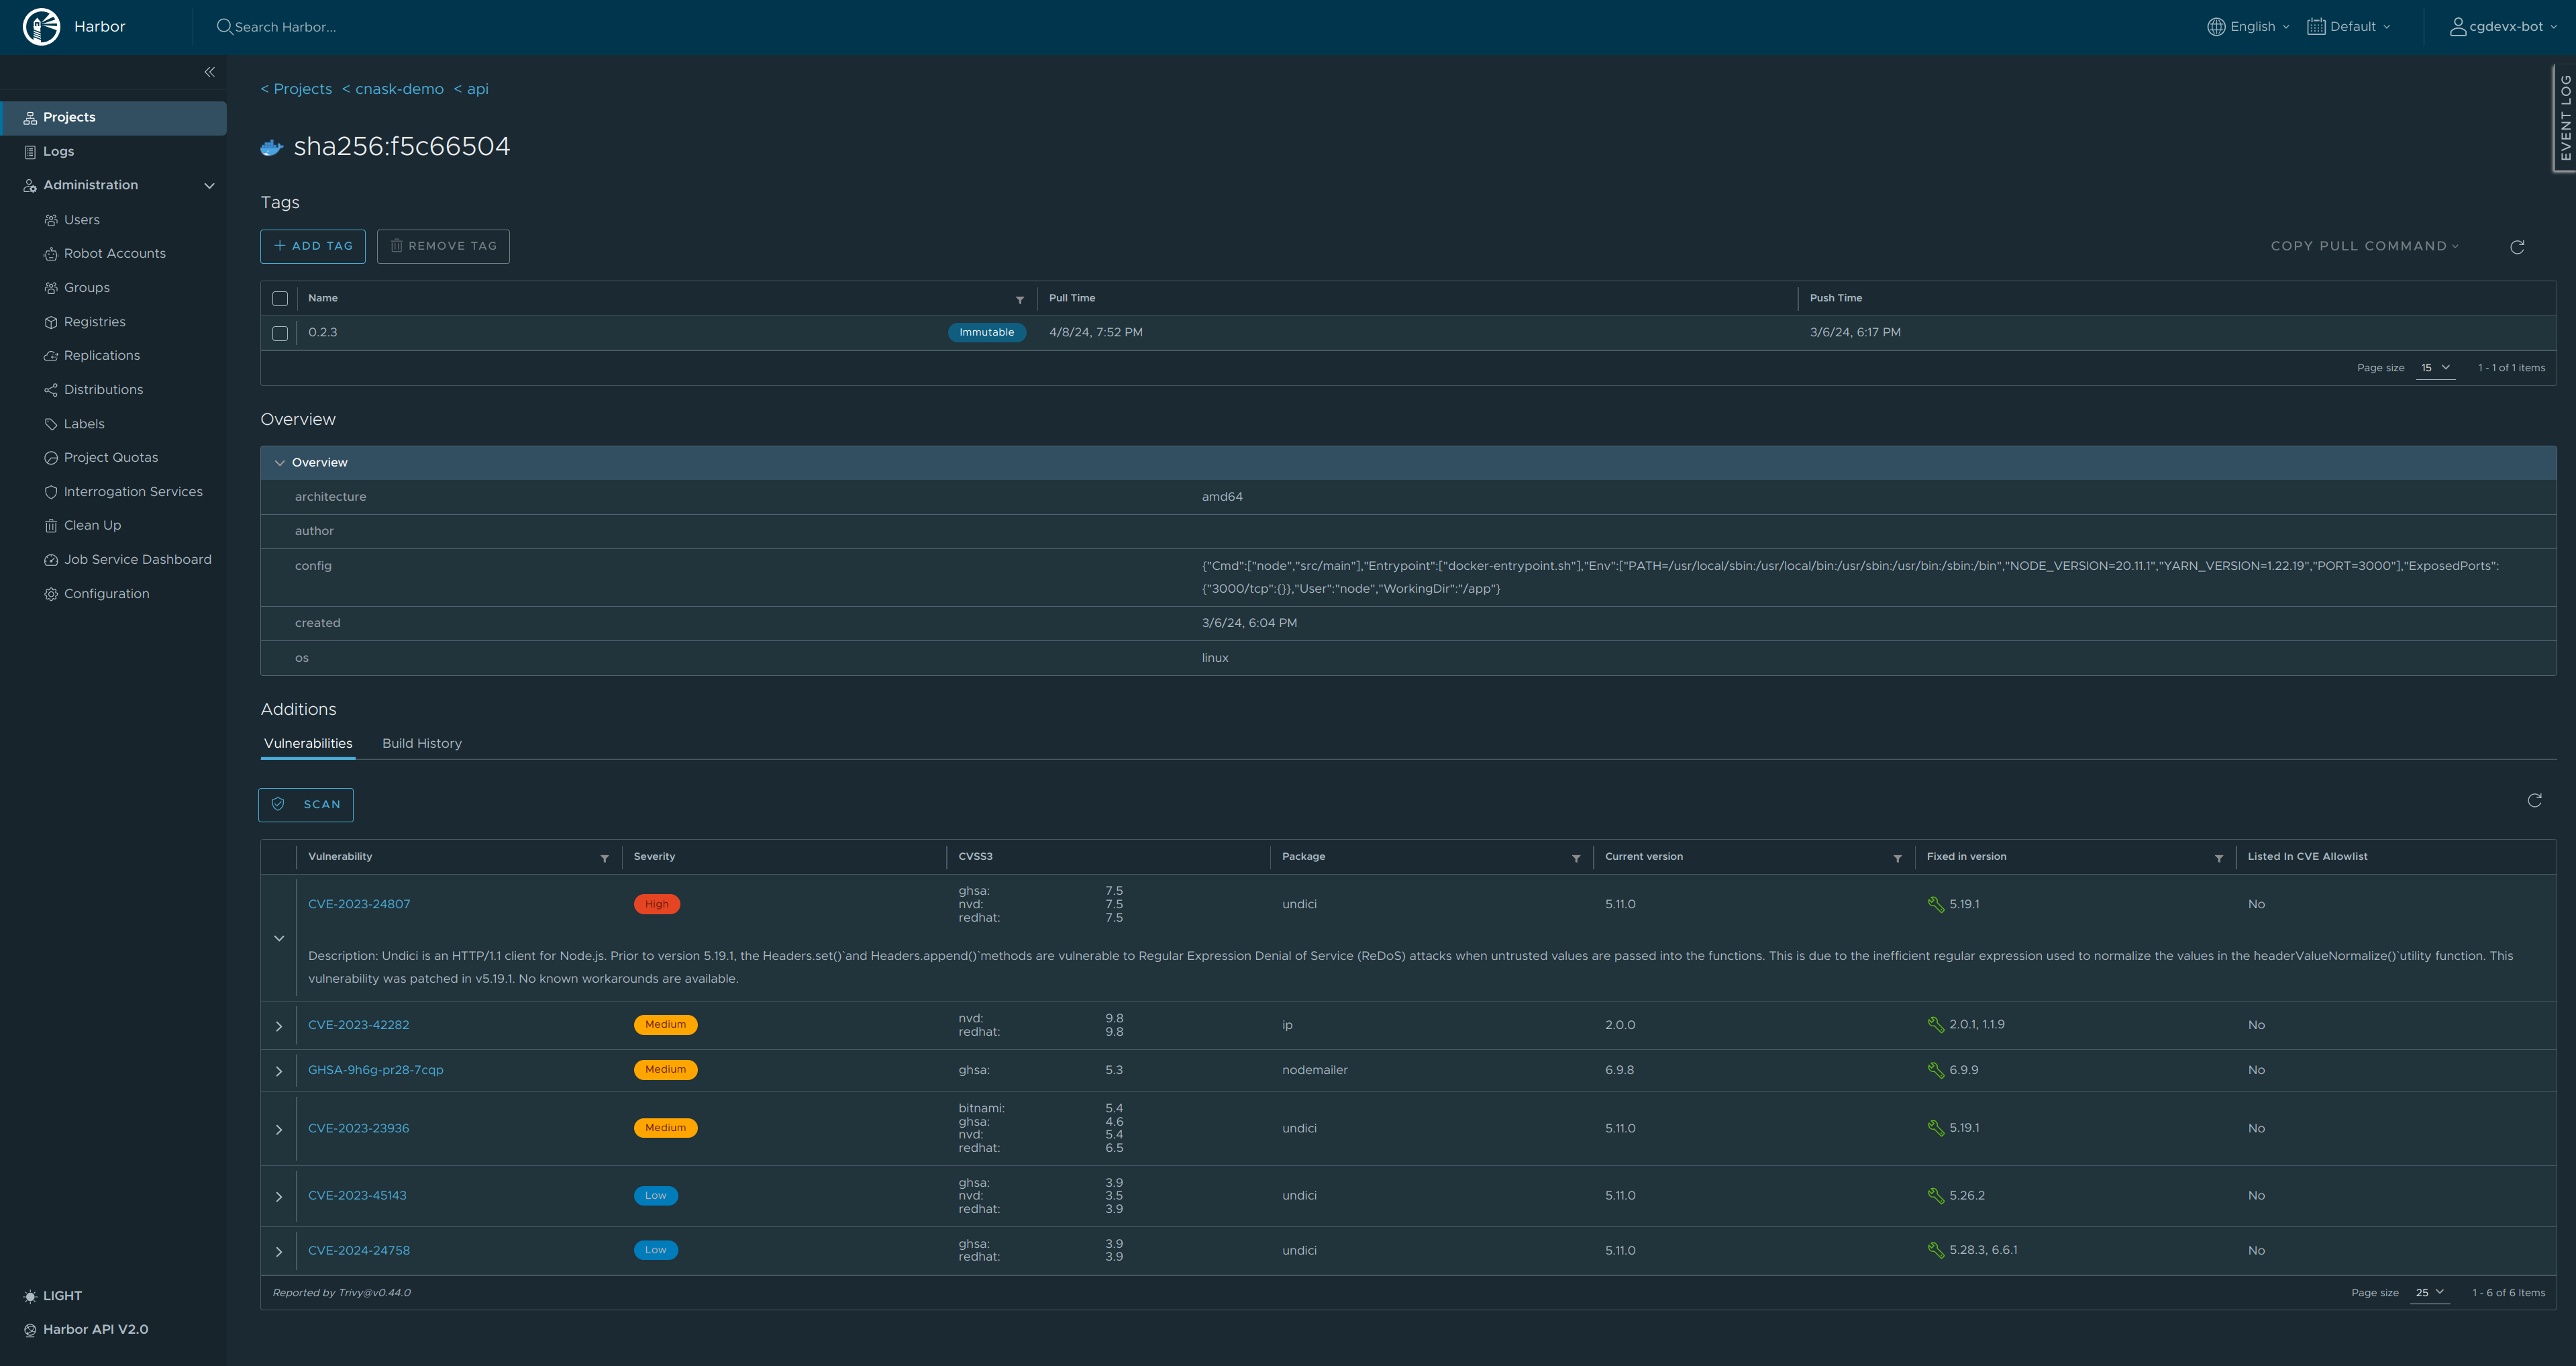 Harbor
Search Harbor...
English
Default
cgdevx-bot
EVENT LOG
Projects
Logs
Administration
Users
Robot Accounts
Groups
Registries
Replications
Distributions
Labels
Project Quotas
Interrogation Services
Clean Up
Job Service Dashboard
Configuration
LIGHT
Harbor API V2.0
< Projects < cnask-demo < api
sha256:f5c66504
Tags
ADD TAG REMOVE TAG COPY PULL COMMAND
Name Pull Time Push Time
0.2.3 Immutable 4/8/24, 7:52 PM 3/6/24, 6:17 PM
Page size 15 1 - 1 of 1 items
Overview
Overview
architecture amd64
author
config {"Cmd":["node","src/main"],"Entrypoint":["docker-entrypoint.sh"],"Env":["PATH=/usr/local/sbin:/usr/local/bin:/usr/sbin:/usr/bin:/sbin:/bin","NODE_VERSION=20.11.1","YARN_VERSION=1.22.19","PORT=3000"],"ExposedPorts":
{"3000/tcp":{}},"User":"node","WorkingDir":"/app"}
created 3/6/24, 6:04 PM
os linux
Additions
Vulnerabilities Build History
SCAN
Vulnerability Severity CVSS3 Package Current version Fixed in version Listed In CVE Allowlist
CVE-2023-24807 High ghsa: 7.5
nvd: 7.5
redhat: 7.5
undici 5.11.0 5.19.1 No
Description: Undici is an HTTP/1.1 client for Node.js. Prior to version 5.19.1, the Headers.set()`and Headers.append()`methods are vulnerable to Regular Expression Denial of Service (ReDoS) attacks when untrusted values are passed into the functions. This is due to the inefficient regular expression used to normalize the values in the headerValueNormalize()`utility function. This
vulnerability was patched in v5.19.1. No known workarounds are available.
CVE-2023-42282 Medium nvd: 9.8
redhat: 9.8
ip 2.0.0 2.0.1, 1.1.9 No
GHSA-9h6g-pr28-7cqp Medium ghsa: 5.3 nodemailer 6.9.8 6.9.9 No
CVE-2023-23936 Medium bitnami: 5.4
ghsa: 4.6
nvd: 5.4
redhat: 6.5
undici 5.11.0 5.19.1 No
CVE-2023-45143 Low ghsa: 3.9
nvd: 3.5
redhat: 3.9
undici 5.11.0 5.26.2 No
CVE-2024-24758 Low ghsa: 3.9
redhat: 3.9
undici 5.11.0 5.28.3, 6.6.1 No
Reported by Trivy@v0.44.0 Page size 25 1 - 6 of 6 Items